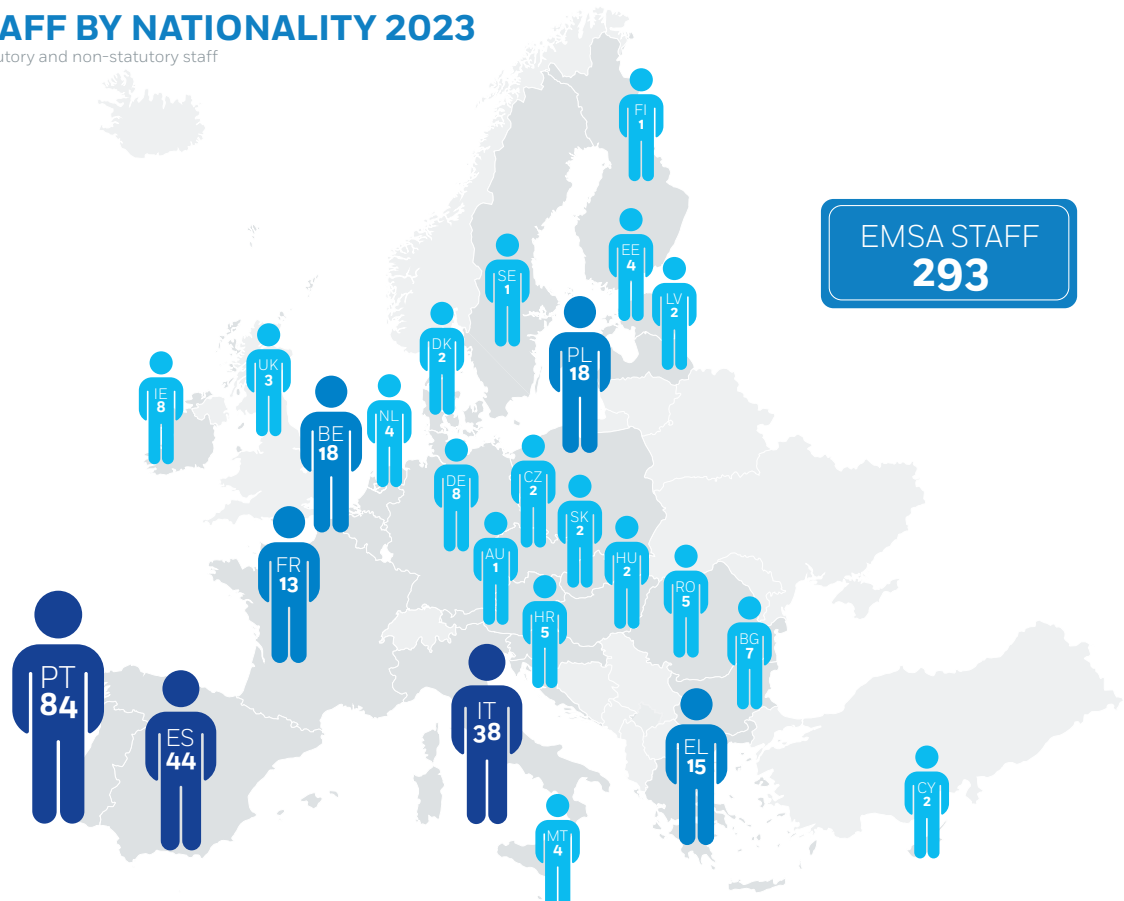 AFF BY NATIONALITY 2023
utory and non-statutory staff
FI
1
EMSA STAFF
293
EE
4
SE
1
LV
2
DK
2
PL
18
UK
3
IE
8
NL
4
BE
18
CZ
2
DE
8
SK
2
AU
1
HU
2
FR
13
RO
5
HR
5
BG
7
PT
84
IT
38
ES
44
EL
15
CY
2
MT
4